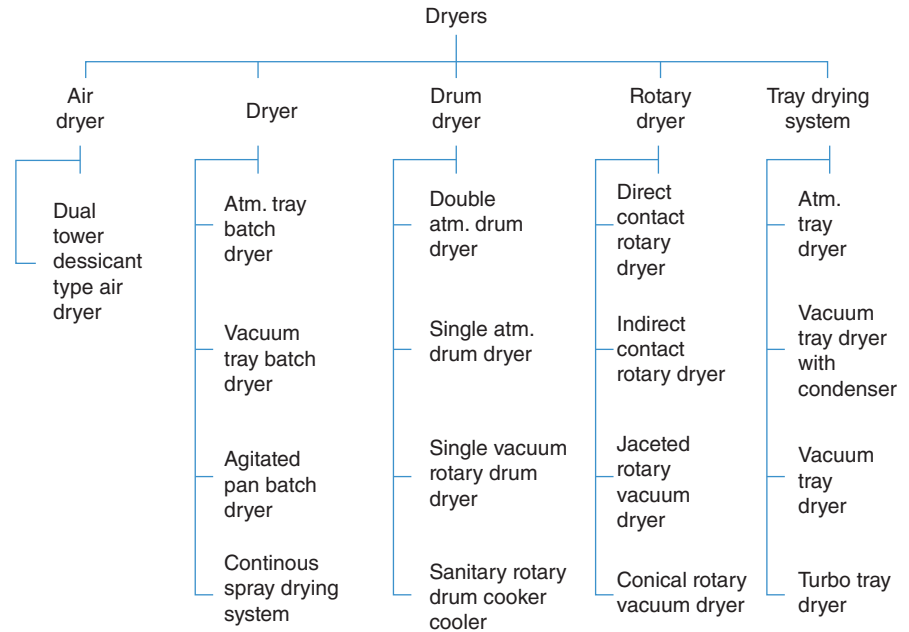 Dryers
Air
dryer
Dryer
Drum
dryer
Rotary
dryer
Tray drying
system
Dual
tower
dessicant
type air
dryer
Atm. tray
batch
dryer
Vacuum
tray batch
dryer
Agitated
pan batch
dryer
Continous
spray drying
system
Double
atm. drum
dryer
Single atm.
drum dryer
Single vacuum
rotary drum
dryer
Sanitary rotary
drum cooker
cooler
Direct
contact
rotary
dryer
Indirect
contact
rotary dryer
Jaceted
rotary
vacuum
dryer
Conical rotary
vacuum dryer
Atm.
tray
dryer
Vacuum
tray dryer
with
condenser
Vacuum
tray
dryer
Turbo tray
dryer